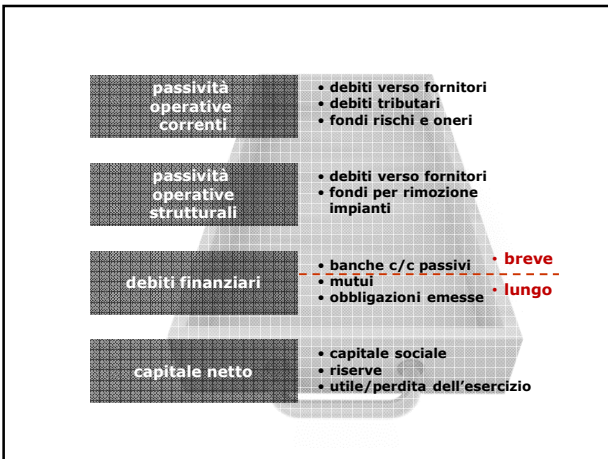 passività
operative
correnti
• debiti verso fornitori
• debiti tributari
• fondi rischi e oneri
passività
operative
strutturali
• debiti verso fornitori
• fondi per rimozione
impianti
debiti finanziari
• banche c/c passivi
• mutui
• obbligazioni emesse
• breve
• lungo
capitale netto
• capitale sociale
• riserve
• utile/perdita dell'esercizio